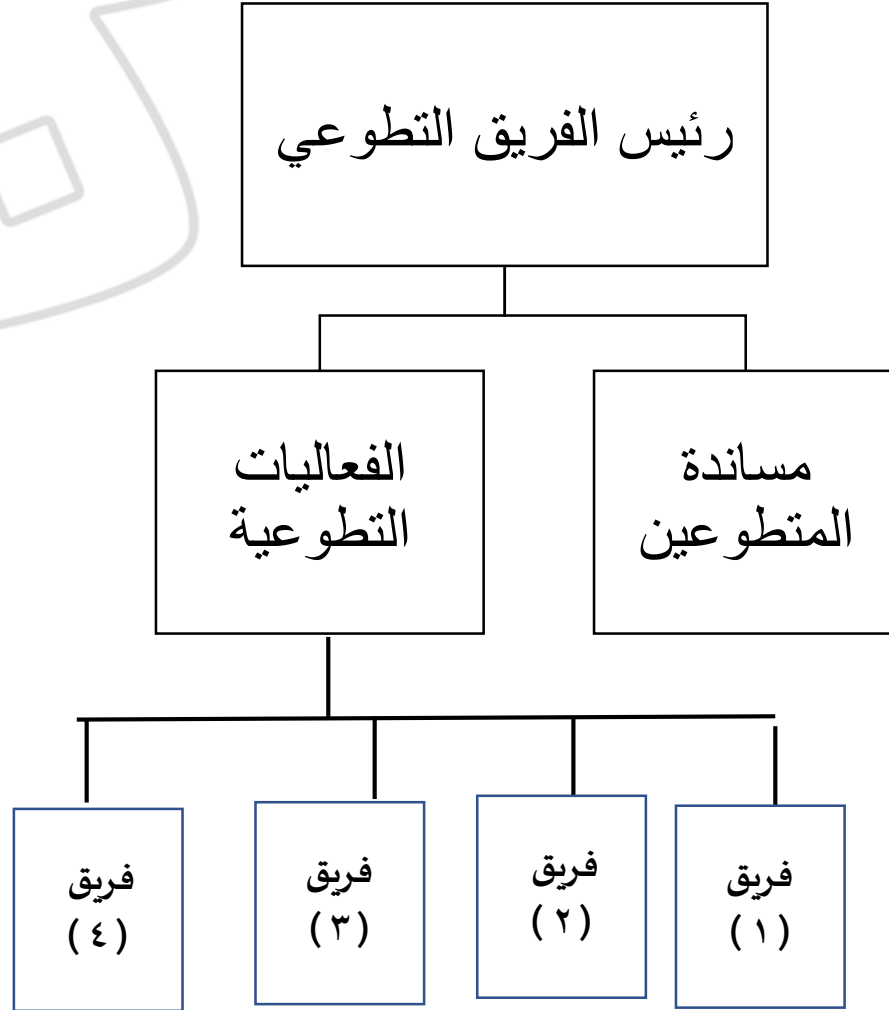 رئيس الفريق التطوعي
مساندة
المتطوعين
الفعاليات
التطوعية
فريق
(١)
فريق
(٢)
فريق
(٣)
فريق
(٤)